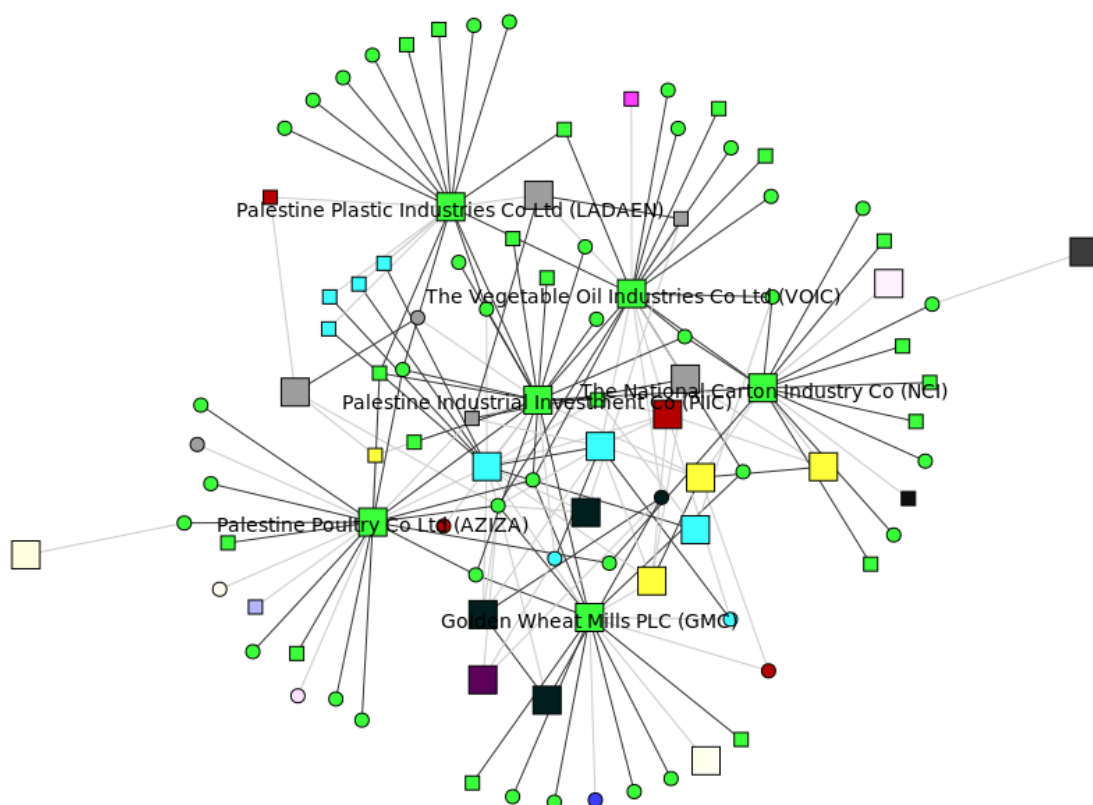 Palestine Plastic Industries Co Ltd (LADAEN)
The Vegetable Oil Industries Co Ltd (VOIC)
The National Carton Industry Co (NCI)
Palestine Industrial Investment Co (PIIC)
Palestine Poultry Co Ltd (AZIZA)
Golden Wheat Mills PLC (GMC)